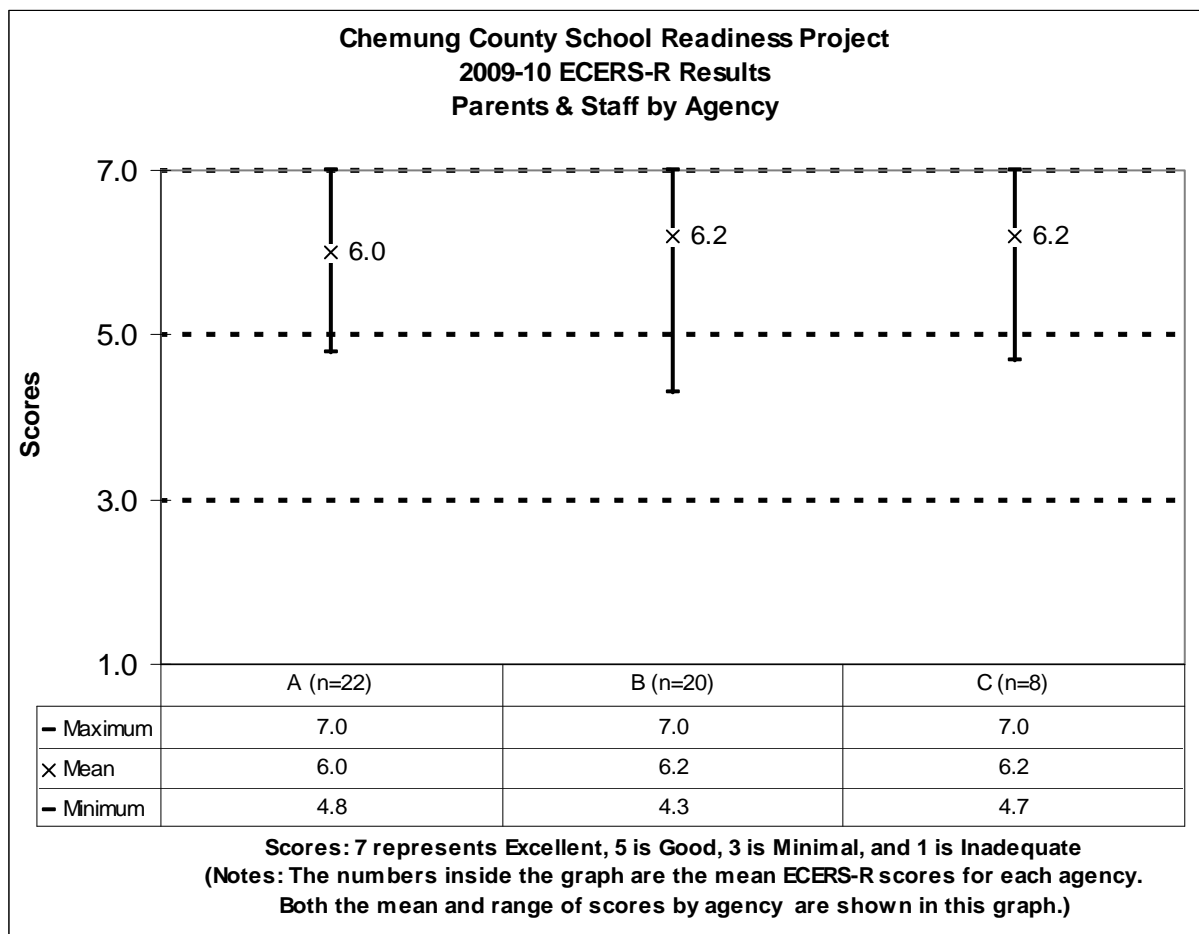 Chemung County School Readiness Project
2009-10 ECERS-R Results
Parents & Staff by Agency
7.0
6.0
6.2
6.2
5.0
Scores
3.0
1.0
A (n=22) B (n=20) C (n=8)
Maximum 7.0 7.0 7.0
Mean 6.0 6.2 6.2
Minimum 4.8 4.3 4.7
Scores: 7 represents Excellent, 5 is Good, 3 is Minimal, and 1 is Inadequate
(Notes: The numbers inside the graph are the mean ECERS-R scores for each agency.
Both the mean and range of scores by agency are shown in this graph.)